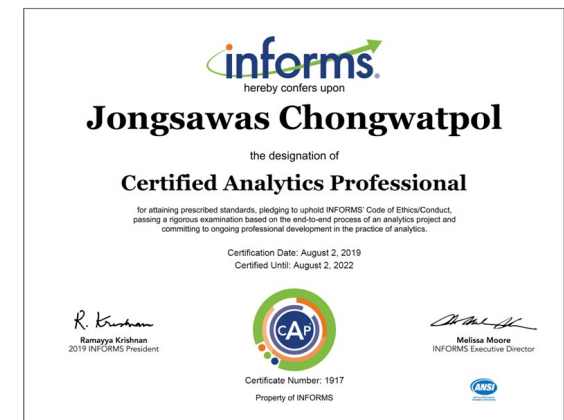 informs®
hereby confers upon
Jongsawas Chongwatpol
the designation of
Certified Analytics Professional
for attaining prescribed standards, pledging to uphold INFORMS' Code of Ethics/Conduct,
passing a rigorous examination based on the end-to-end process of an analytics project and
committing to ongoing professional development in the practice of analytics.
Certification Date: August 2, 2019
Certified Until: August 2, 2022
R. Krishnan
Ramayya Krishnan
2019 INFORMS President
CAP
Melissa Moore
INFORMS Executive Director
Certificate Number: 1917
Property of INFORMS
ANSI